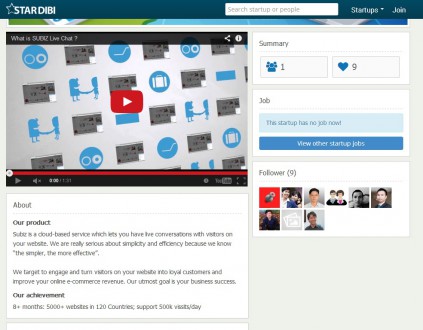 STARDIBI
Search startup or people
Startups
Join
What is SUBIZ Live Chat ?
0:00 / 1:31
YouTube
Summary
1
9
Job
This startup has no job now!
View other startup jobs
Follower (9)
About
Our product
Subiz is a cloud-based service which lets you have live conversations with visitors on
your website. We are really serious about simplicity and efficiency because we know
"the simpler, the more effective".
We target to engage and turn visitors on your website into loyal customers and
improve your online e-commerce revenue. Our utmost goal is your business success.
Our achievement
8+ months: 5000+ websites in 120 Countries; support 500k vissits/day